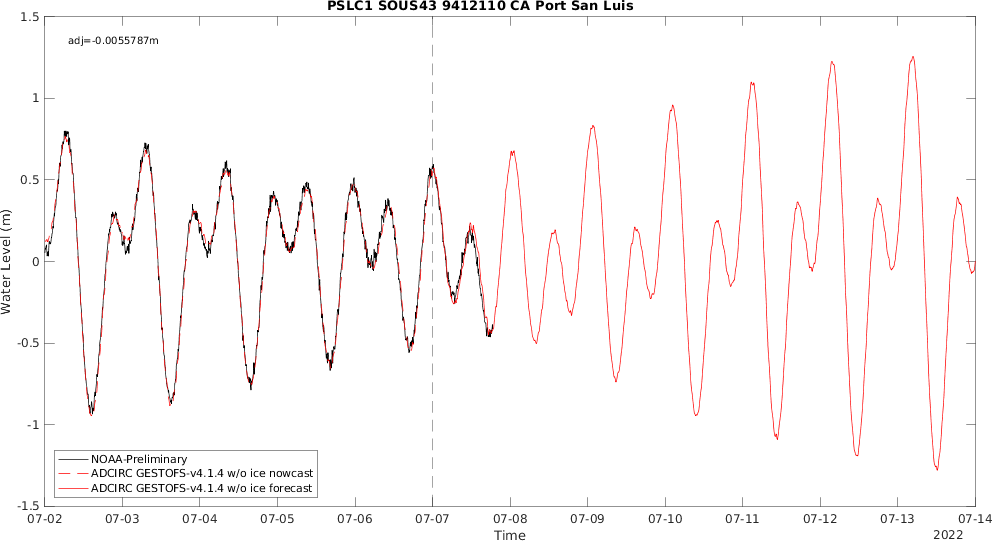 PSLC1 SOUS43 9412110 CA Port San Luis
adj=-0.0055787m
1.5
1
0.5
0
-0.5
-1
-1.5
Water Level (m)
NOAA-Preliminary
ADCIRC GESTOFS-v4.1.4 w/o ice nowcast
ADCIRC GESTOFS-v4.1.4 w/o ice forecast
07-02 07-03 07-04 07-05 07-06 07-07 07-08 07-09 07-10 07-11 07-12 07-13 07-14
Time
2022